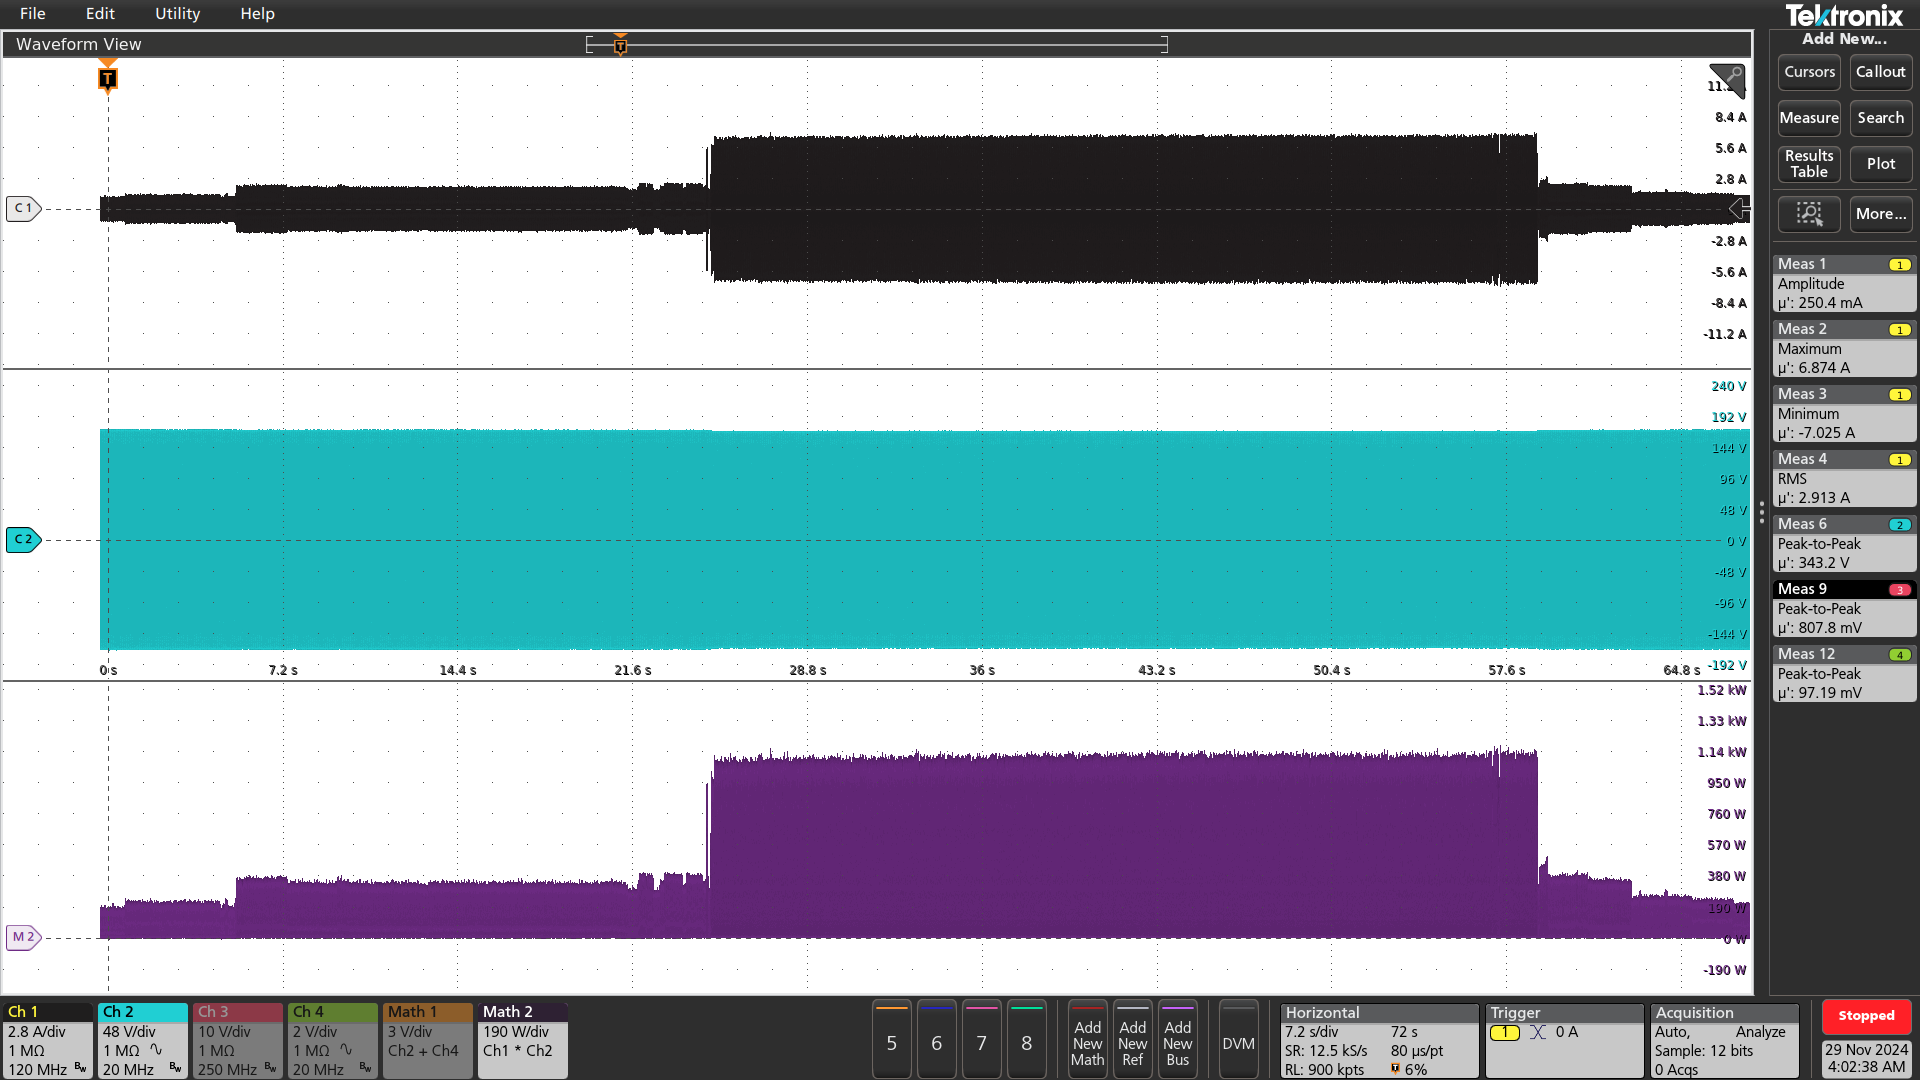 File Edit Utility Help
Tektronix
Waveform View
Add New...
Cursors Callout
Measure Search
Results Table Plot
More...
T
T
8.4 A
5.6 A
2.8 A
-2.8 A
-5.6 A
-8.4 A
-11.2 A
C 1
240 V
192 V
144 V
96 V
48 V
0 V
-48 V
-96 V
-144 V
-192 V
C 2
0 s 7.2 s 14.4 s 21.6 s 28.8 s 36 s 43.2 s 50.4 s 57.6 s 64.8 s
1.52 kW
1.33 kW
1.14 kW
950 W
760 W
570 W
380 W
190 W
0 W
-190 W
M 2
Meas 1 1
Amplitude
µ': 250.4 mA
Meas 2 1
Maximum
µ': 6.874 A
Meas 3 1
Minimum
µ': -7.025 A
Meas 4 1
RMS
µ': 2.913 A
Meas 6 2
Peak-to-Peak
µ': 343.2 V
Meas 9 3
Peak-to-Peak
µ': 807.8 mV
Meas 12 4
Peak-to-Peak
µ': 97.19 mV
Ch 1
2.8 A/div
1 MΩ
120 MHz Bw
Ch 2
48 V/div
1 MΩ
20 MHz Bw
Ch 3
10 V/div
1 MΩ
250 MHz Bw
Ch 4
2 V/div
1 MΩ
20 MHz Bw
Math 1
3 V/div
Ch2 + Ch4
Math 2
190 W/div
Ch1 * Ch2
5 6 7 8
Add New Math
Add New Ref
Add New Bus
DVM
Horizontal
7.2 s/div 72 s
SR: 12.5 kS/s 80 µs/pt
RL: 900 kpts T 6%
Trigger
1 0 A
Acquisition
Auto, Analyze
Sample: 12 bits
0 Acqs
Stopped
29 Nov 2024
4:02:38 AM